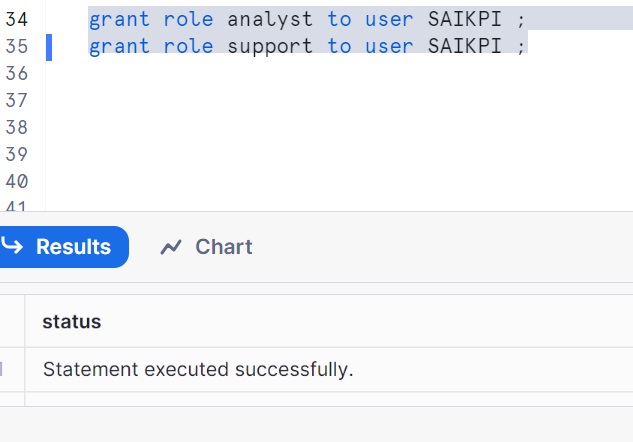 34 grant role analyst to user SAIKPI ;
35 grant role support to user SAIKPI ;
36
37
38
39
40
41
Results Chart
status
Statement executed successfully.